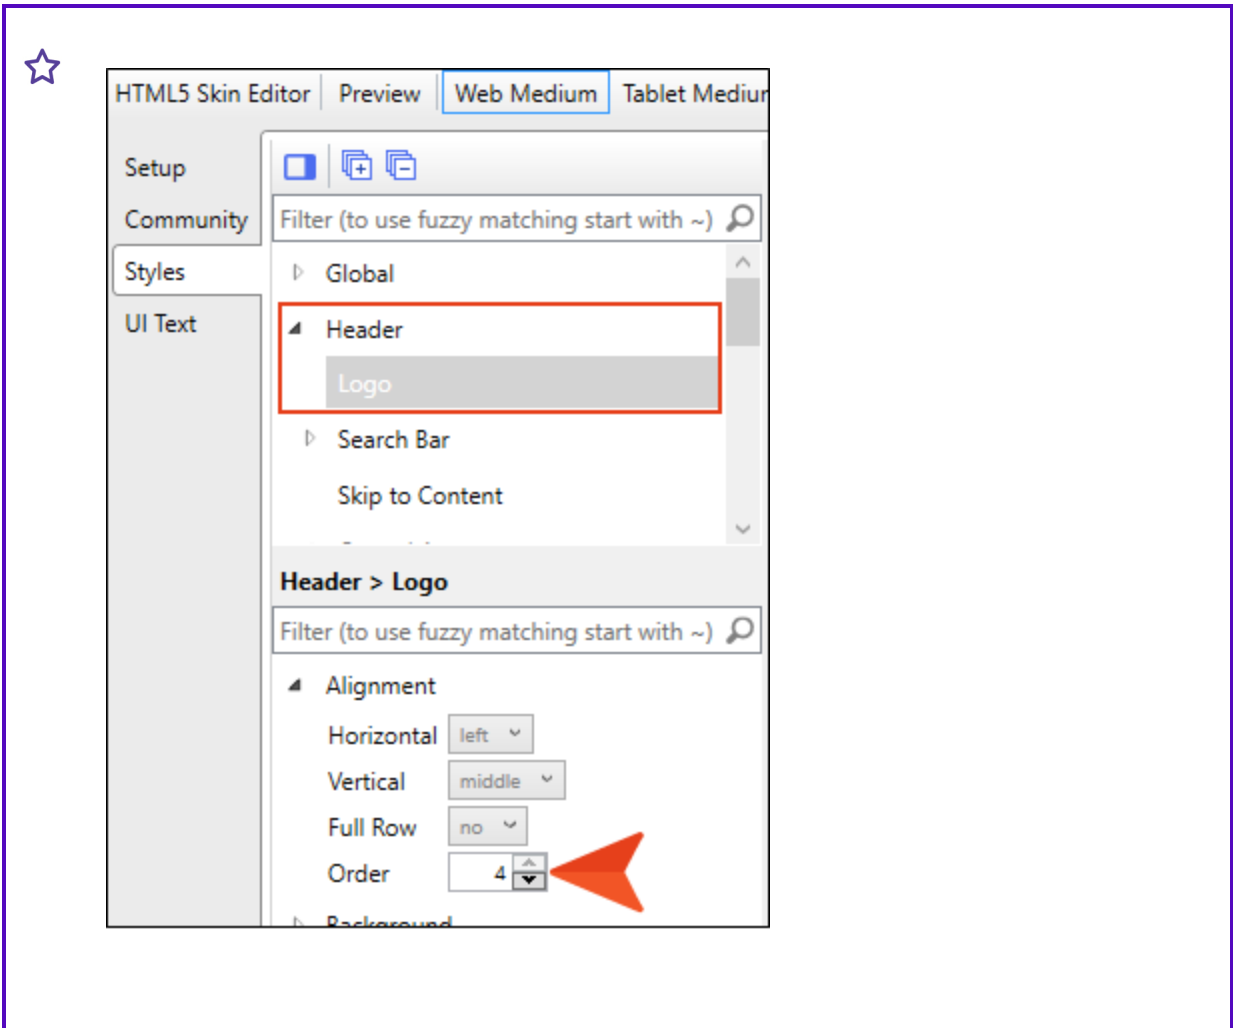 HTML5 Skin Editor Preview Web Medium Tablet Medium
Setup
Community
Styles
UI Text
Filter (to use fuzzy matching start with ~)
Global
Header
Logo
Search Bar
Skip to Content
Header > Logo
Filter (to use fuzzy matching start with ~)
Alignment
Horizontal left
Vertical middle
Full Row no
Order 4
Background